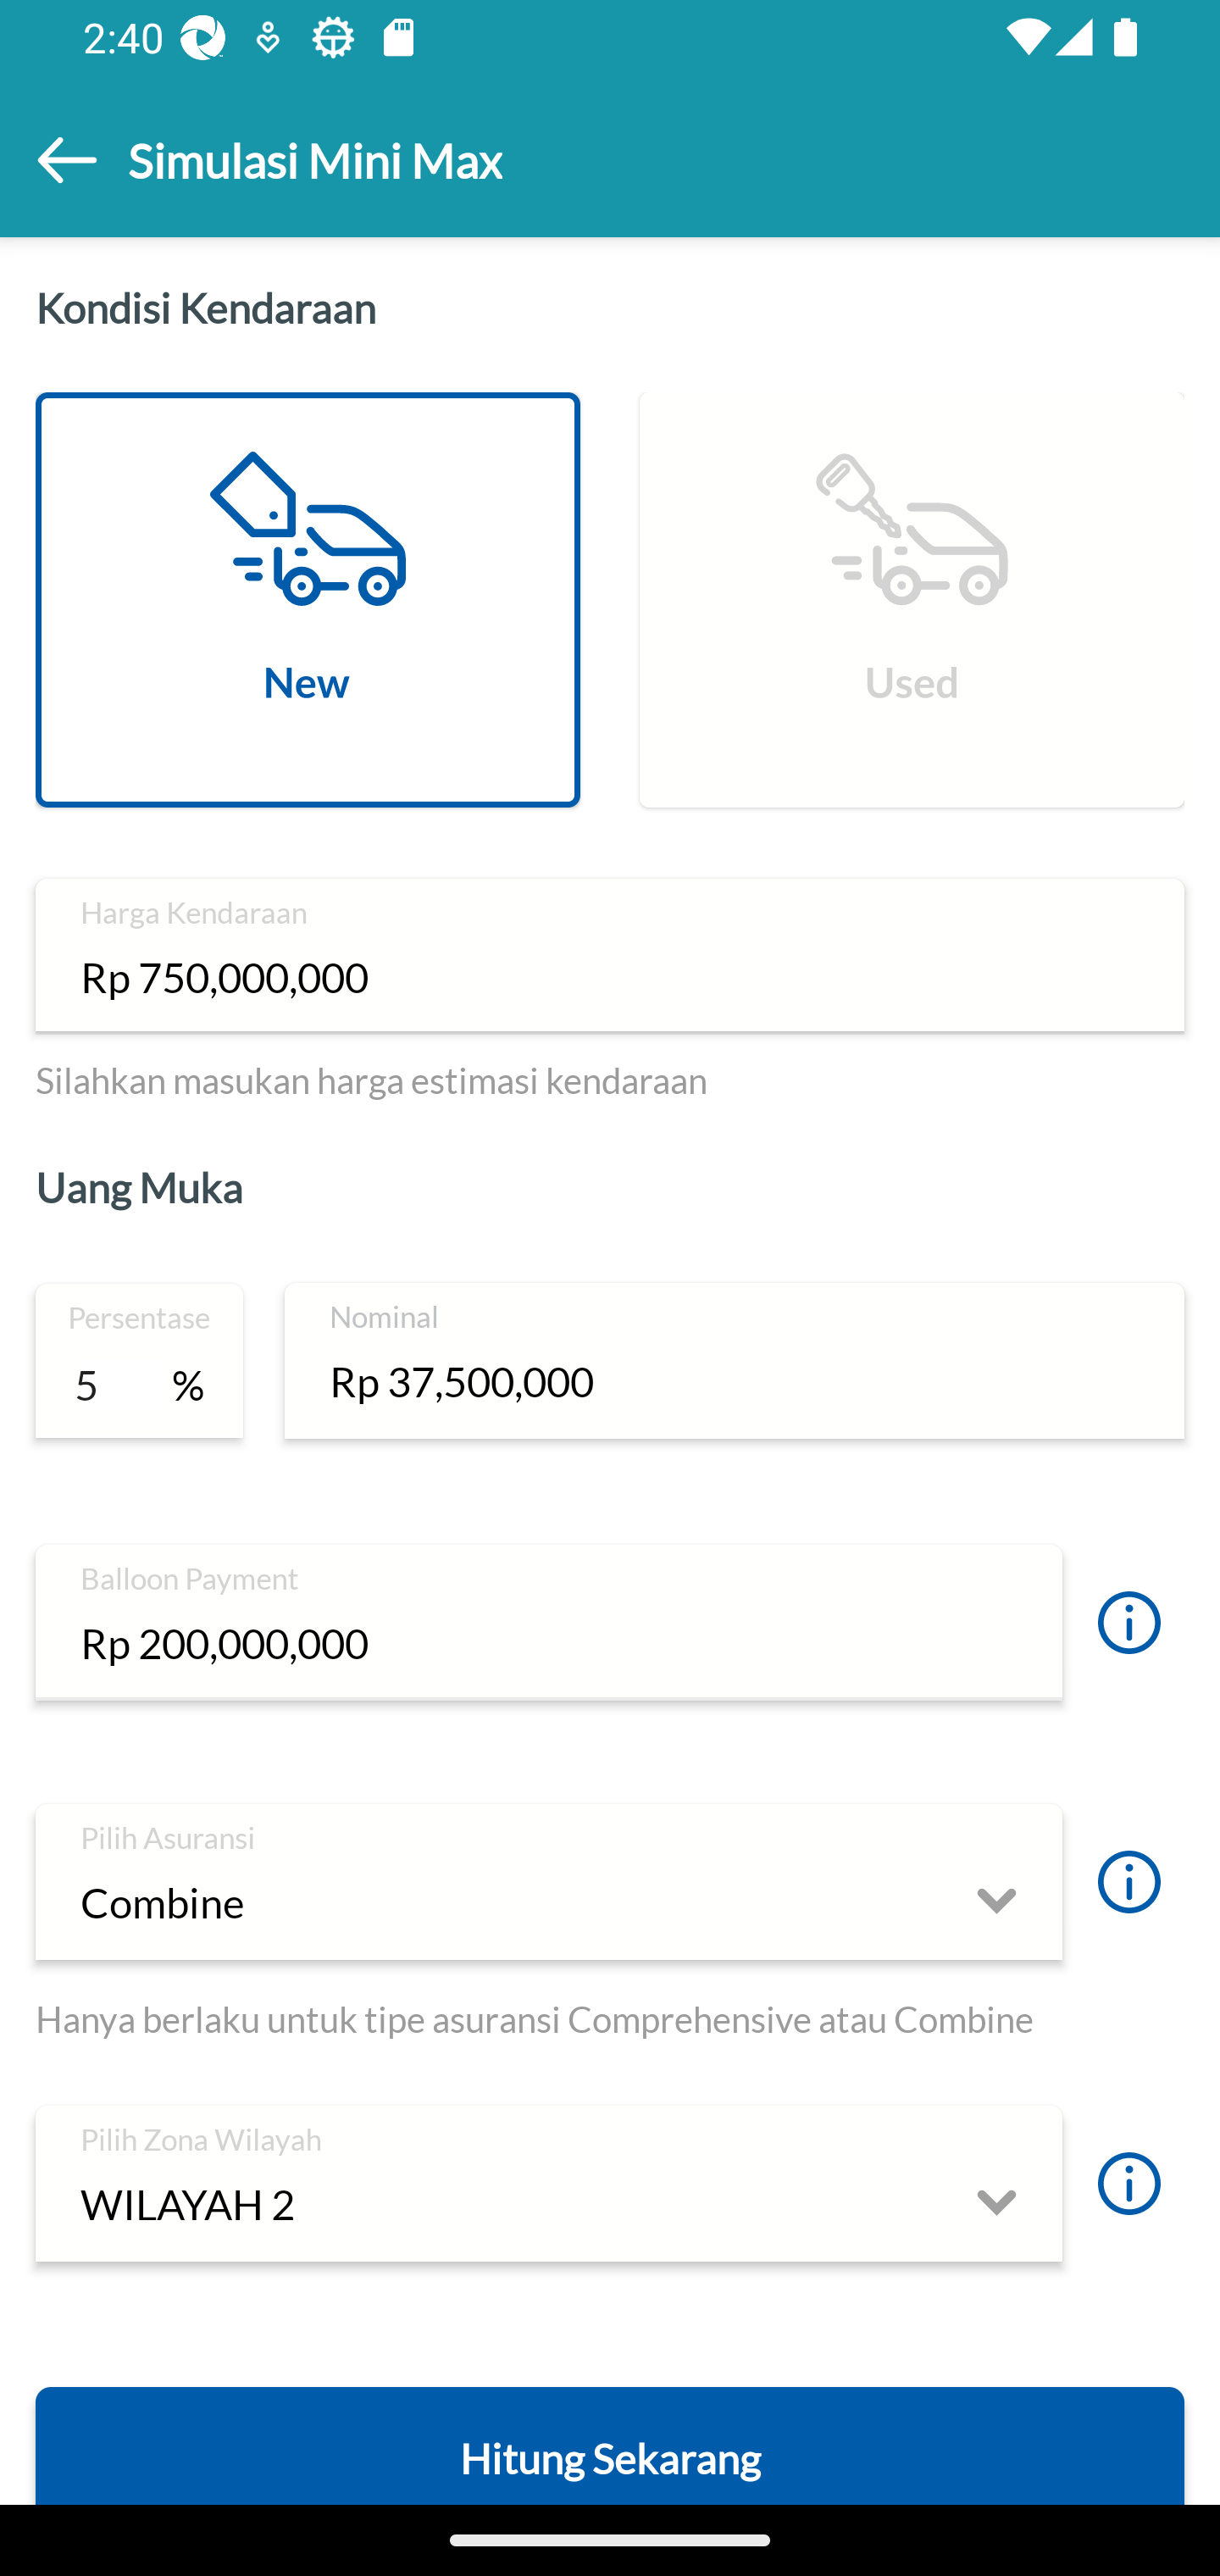 2:40
Simulasi Mini Max
Kondisi Kendaraan
New
Used
Harga Kendaraan
Rp 750,000,000
Silahkan masukan harga estimasi kendaraan
Uang Muka
Persentase
5 %
Nominal
Rp 37,500,000
Balloon Payment
Rp 200,000,000
Pilih Asuransi
Combine
Hanya berlaku untuk tipe asuransi Comprehensive atau Combine
Pilih Zona Wilayah
WILAYAH 2
Hitung Sekarang